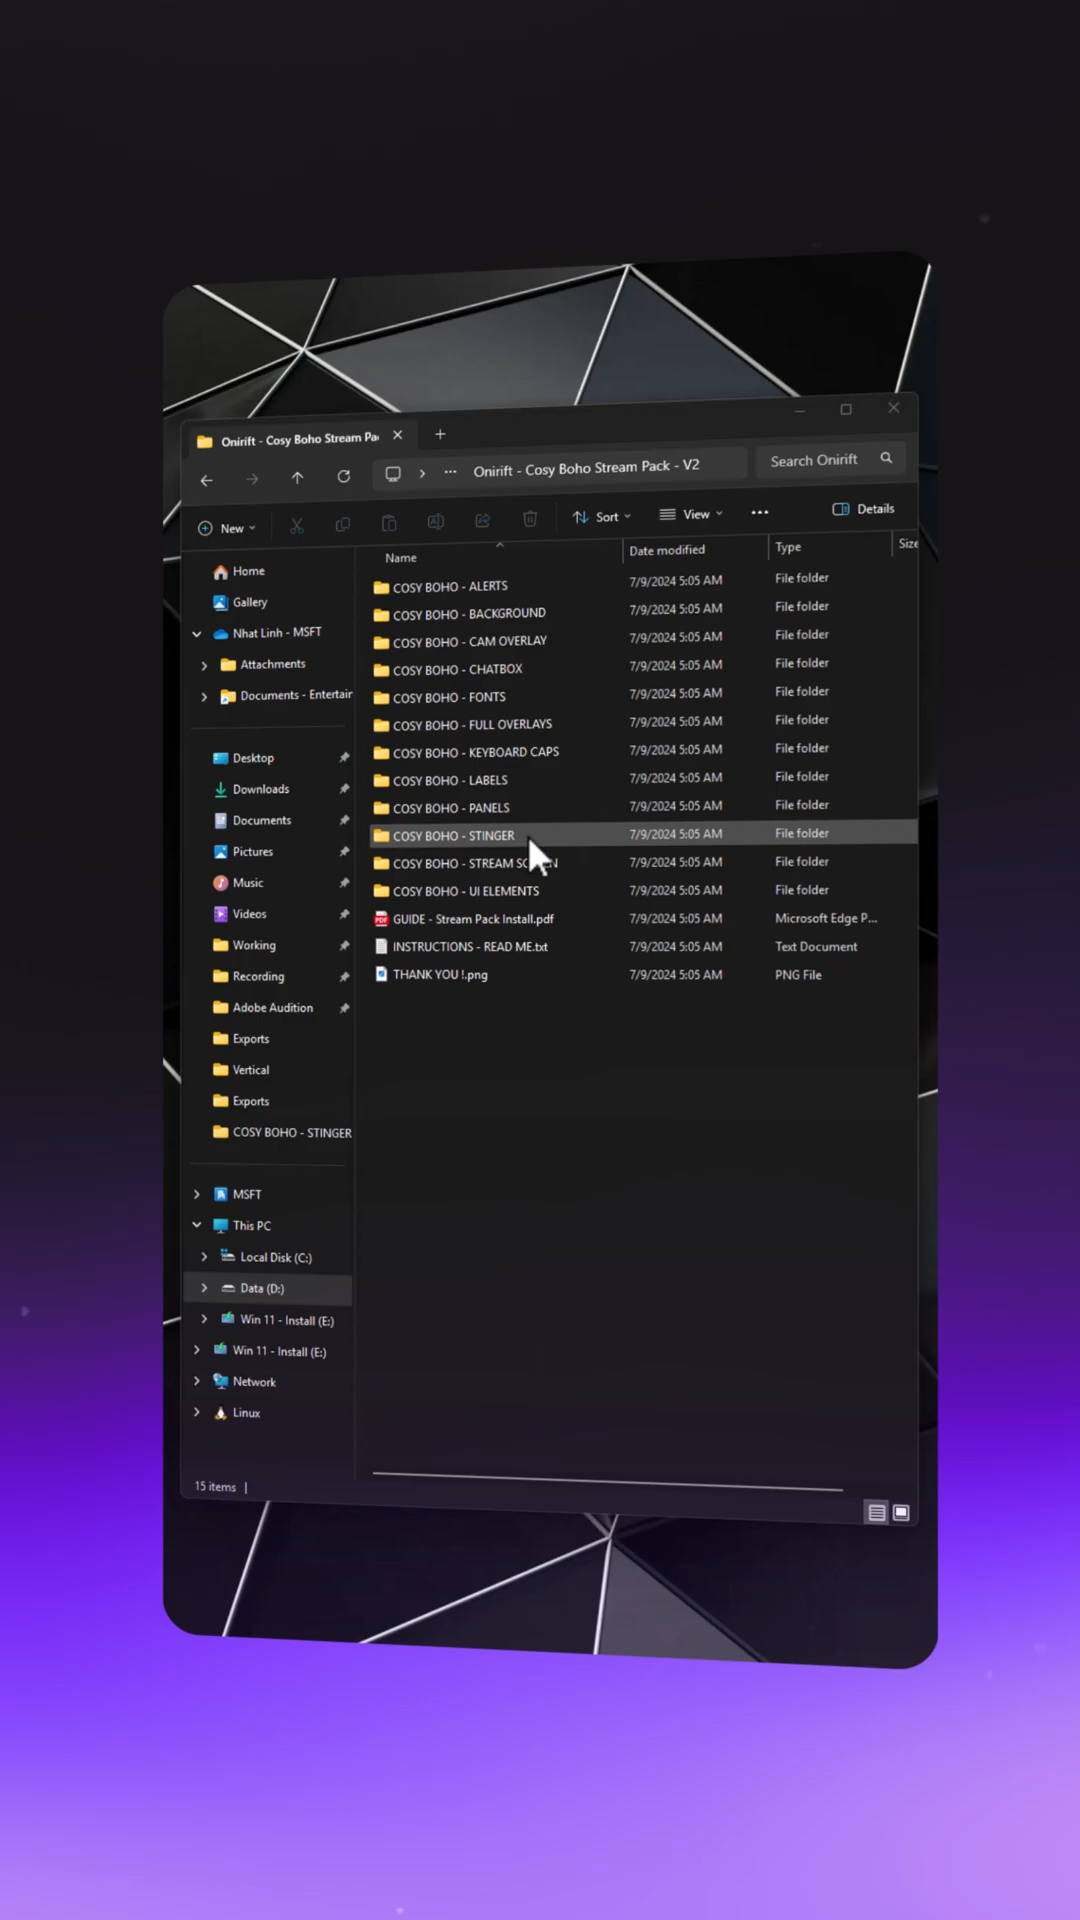 Onirift - Cosy Boho Stream Pa
Onirift - Cosy Boho Stream Pack - V2
Search Onirift
New
Sort
View
Details
Name
Date modified
Type
Size
Home
Gallery
Nhat Linh - MSFT
Attachments
Documents - Entertain
Desktop
Downloads
Documents
Pictures
Music
Videos
Working
Recording
Adobe Audition
Exports
Vertical
Exports
COSY BOHO - STINGER
MSFT
This PC
Local Disk (C:)
Data (D:)
Win 11 - Install (E:)
Win 11 - Install (E:)
Network
Linux
COSY BOHO - ALERTS 7/9/2024 5:05 AM File folder
COSY BOHO - BACKGROUND 7/9/2024 5:05 AM File folder
COSY BOHO - CAM OVERLAY 7/9/2024 5:05 AM File folder
COSY BOHO - CHATBOX 7/9/2024 5:05 AM File folder
COSY BOHO - FONTS 7/9/2024 5:05 AM File folder
COSY BOHO - FULL OVERLAYS 7/9/2024 5:05 AM File folder
COSY BOHO - KEYBOARD CAPS 7/9/2024 5:05 AM File folder
COSY BOHO - LABELS 7/9/2024 5:05 AM File folder
COSY BOHO - PANELS 7/9/2024 5:05 AM File folder
COSY BOHO - STINGER 7/9/2024 5:05 AM File folder
COSY BOHO - STREAM 7/9/2024 5:05 AM File folder
COSY BOHO - UI ELEMENTS 7/9/2024 5:05 AM File folder
GUIDE - Stream Pack Install.pdf 7/9/2024 5:05 AM Microsoft Edge P...
INSTRUCTIONS - READ ME.txt 7/9/2024 5:05 AM Text Document
THANK YOU !.png 7/9/2024 5:05 AM PNG File
15 items